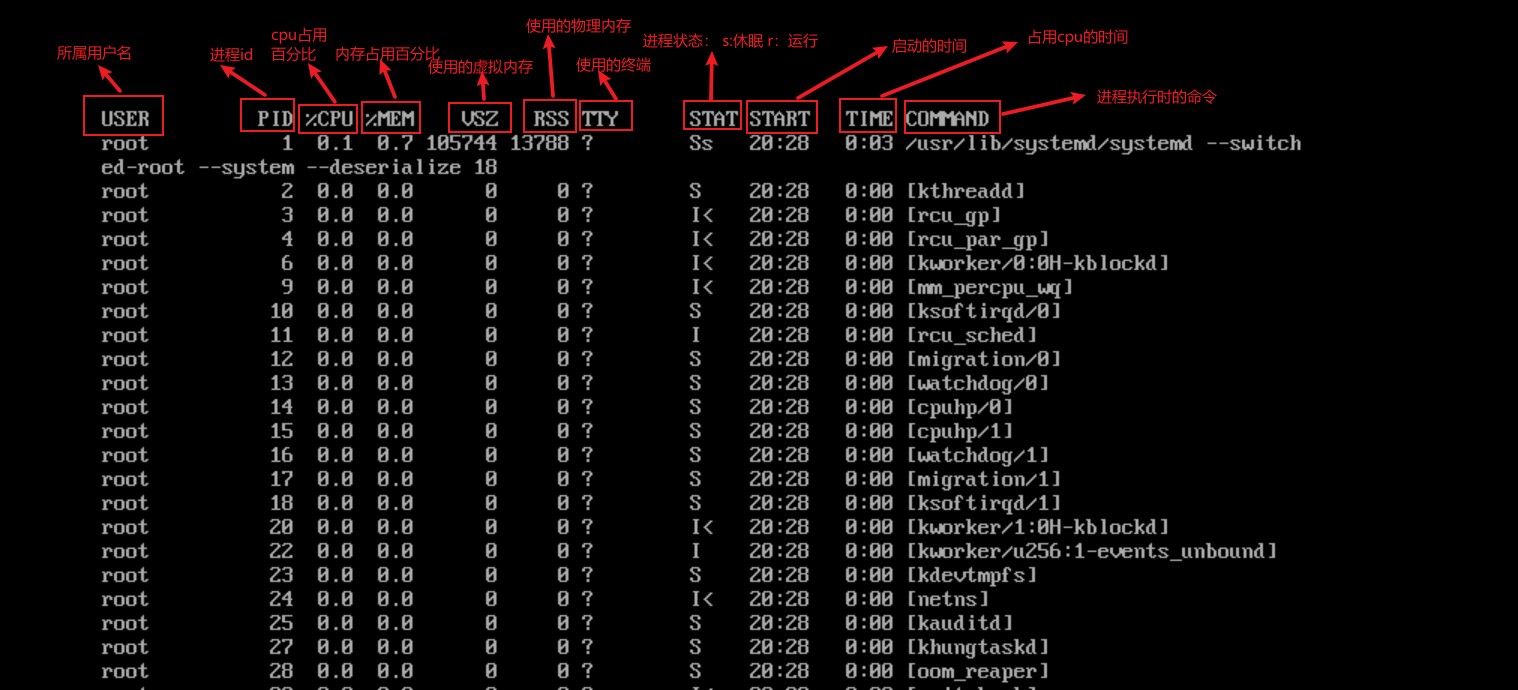 使用的物理内存
cpu占用
百分比
所属用户名
进程id
内存占用百分比
使用的虚拟内存
使用的终端
进程状态： s:休眠 r：运行
启动的时间
占用cpu的时间
进程执行时的命令
USER PID %CPU %MEM VSZ RSS TTY STAT START TIME COMMAND
root 1 0.1 0.7 105744 13788 ? Ss 20:28 0:03 /usr/lib/systemd/systemd --switch
ed-root --system --deserialize 18
root 2 0.0 0.0 0 0 ? S 20:28 0:00 [kthreadd]
root 3 0.0 0.0 0 0 ? I< 20:28 0:00 [rcu_gp]
root 4 0.0 0.0 0 0 ? I< 20:28 0:00 [rcu_par_gp]
root 6 0.0 0.0 0 0 ? I< 20:28 0:00 [kworker/0:0H-kblockd]
root 9 0.0 0.0 0 0 ? I< 20:28 0:00 [mm_percpu_wq]
root 10 0.0 0.0 0 0 ? S 20:28 0:00 [ksoftirqd/0]
root 11 0.0 0.0 0 0 ? I 20:28 0:00 [rcu_sched]
root 12 0.0 0.0 0 0 ? S 20:28 0:00 [migration/0]
root 13 0.0 0.0 0 0 ? S 20:28 0:00 [watchdog/0]
root 14 0.0 0.0 0 0 ? S 20:28 0:00 [cpuhp/0]
root 15 0.0 0.0 0 0 ? S 20:28 0:00 [cpuhp/1]
root 16 0.0 0.0 0 0 ? S 20:28 0:00 [watchdog/1]
root 17 0.0 0.0 0 0 ? S 20:28 0:00 [migration/1]
root 18 0.0 0.0 0 0 ? S 20:28 0:00 [ksoftirqd/1]
root 20 0.0 0.0 0 0 ? I< 20:28 0:00 [kworker/1:0H-kblockd]
root 22 0.0 0.0 0 0 ? I 20:28 0:00 [kworker/u256:1-events_unbound]
root 23 0.0 0.0 0 0 ? S 20:28 0:00 [kdevtmpfs]
root 24 0.0 0.0 0 0 ? I< 20:28 0:00 [netns]
root 25 0.0 0.0 0 0 ? S 20:28 0:00 [kauditd]
root 27 0.0 0.0 0 0 ? S 20:28 0:00 [khungtaskd]
root 28 0.0 0.0 0 0 ? S 20:28 0:00 [oom_reaper]